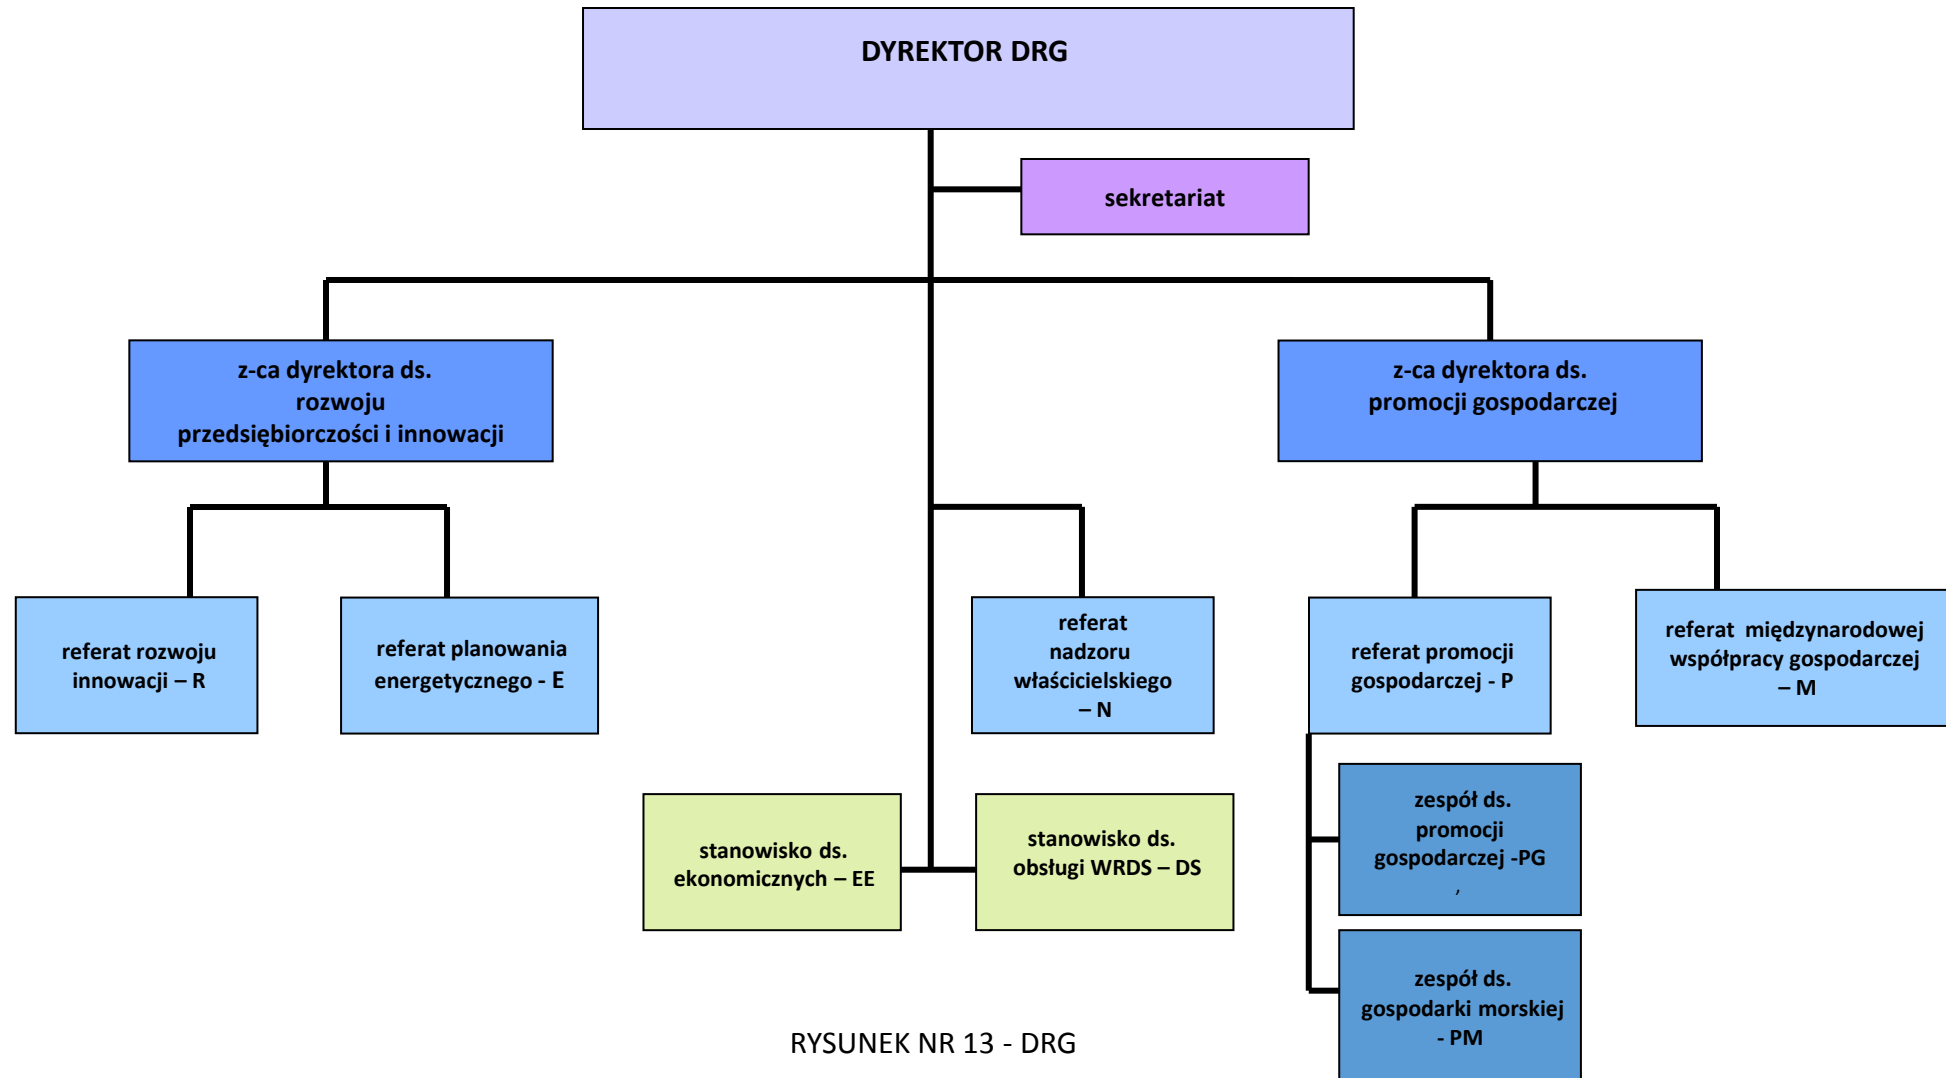 DYREKTOR DRG
sekretariat
z-ca dyrektora ds.
rozwoju
przedsiębiorczości i innowacji
z-ca dyrektora ds.
promocji gospodarczej
referat rozwoju
innowacji – R
referat planowania
energetycznego - E
referat
nadzoru
właścicielskiego
– N
referat promocji
gospodarczej - P
referat międzynarodowej
współpracy gospodarczej
– M
stanowisko ds.
ekonomicznych – EE
stanowisko ds.
obsługi WRDS – DS
zespół ds.
promocji
gospodarczej -PG
,
zespół ds.
gospodarki morskiej
- PM
RYSUNEK NR 13 - DRG